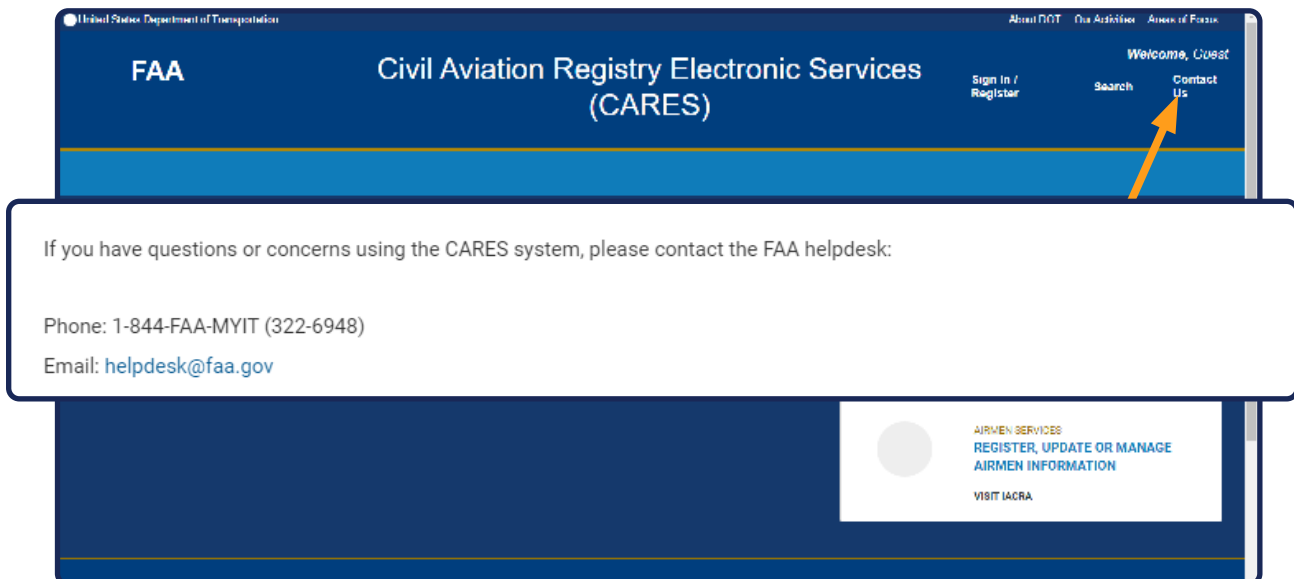 United States Department of Transportation
About DOT Our Activities Areas of Focus
Welcome, Guest
FAA
Civil Aviation Registry Electronic Services
(CARES)
Sign In /
Register
Search
Contact
Us
If you have questions or concerns using the CARES system, please contact the FAA helpdesk:
Phone: 1-844-FAA-MYIT (322-6948)
Email: helpdesk@faa.gov
AIRMEN SERVICES
REGISTER, UPDATE OR MANAGE
AIRMEN INFORMATION
VISIT IACRA